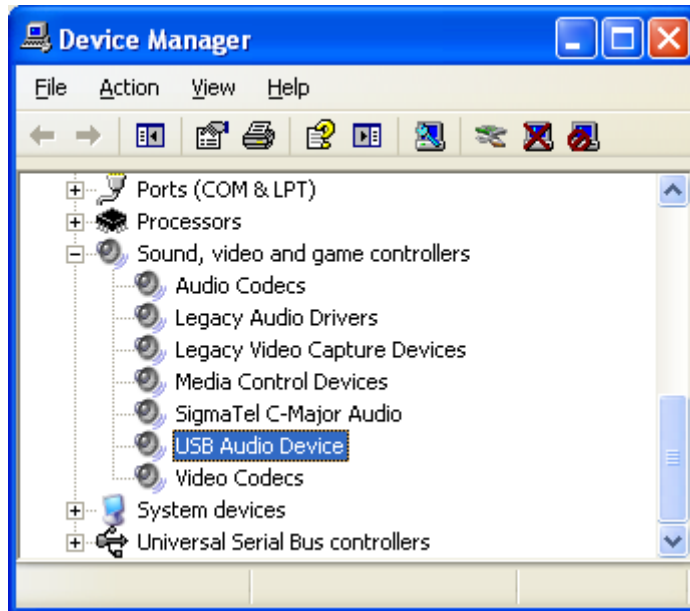 Device Manager
File Action View Help
Ports (COM & LPT)
Processors
Sound, video and game controllers
Audio Codecs
Legacy Audio Drivers
Legacy Video Capture Devices
Media Control Devices
SigmaTel C-Major Audio
USB Audio Device
Video Codecs
System devices
Universal Serial Bus controllers